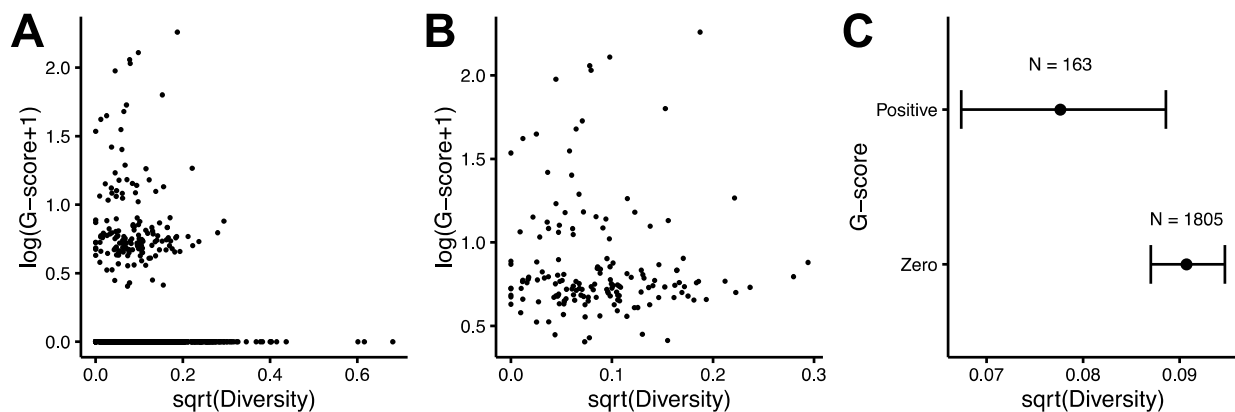 A
log(G-score+1)
2.0
1.5
1.0
0.5
0.0
0.0
0.2
0.4
0.6
sqrt(Diversity)
B
log(G-score+1)
2.0
1.5
1.0
0.5
0.0
0.1
0.2
0.3
sqrt(Diversity)
C
G-score
Positive
Zero
N = 163
N = 1805
0.07
0.08
0.09
sqrt(Diversity)